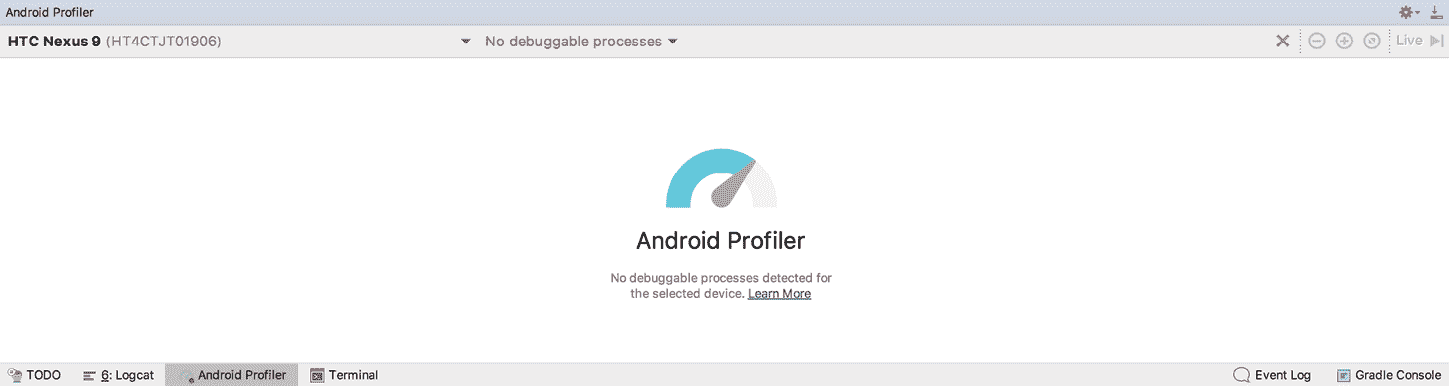 Android Profiler
HTC Nexus 9 (HT4CTJT01906) No debuggable processes Live
Android Profiler
No debuggable processes detected for
the selected device. Learn More
TODO 6: Logcat Android Profiler Terminal Event Log Gradle Console